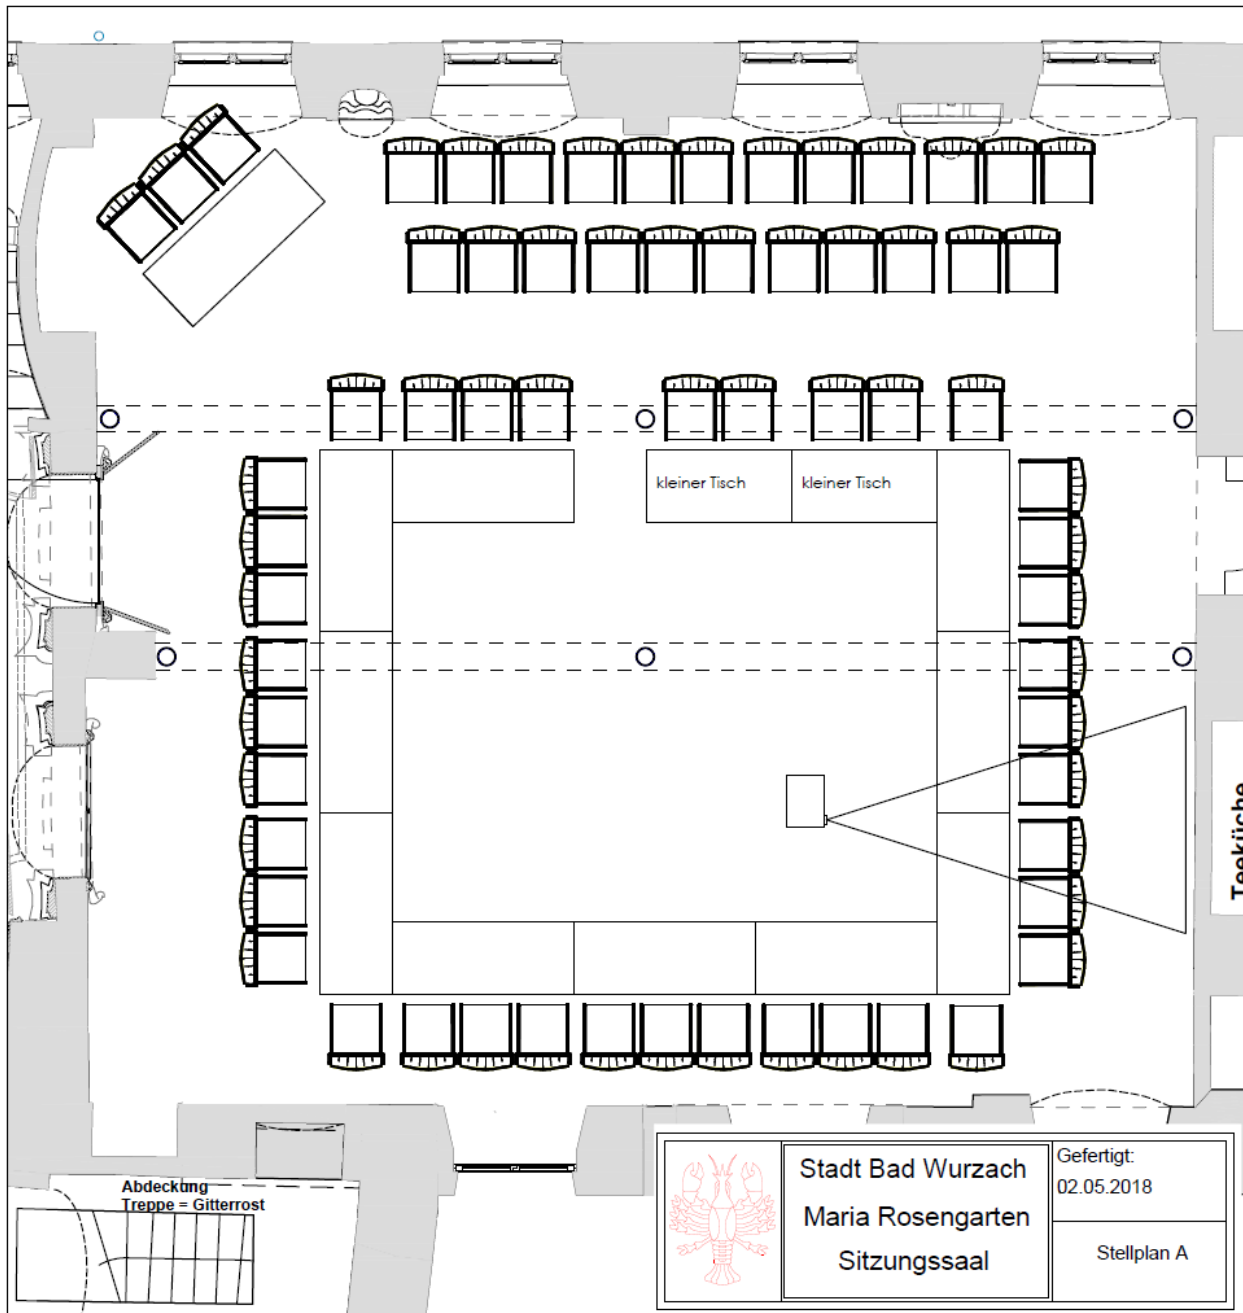 kleiner Tisch
kleiner Tisch
Teeküche
Abdeckung
Treppe = Gitterrost
Stadt Bad Wurzach
Maria Rosengarten
Sitzungssaal
Gefertigt:
02.05.2018
Stellplan A